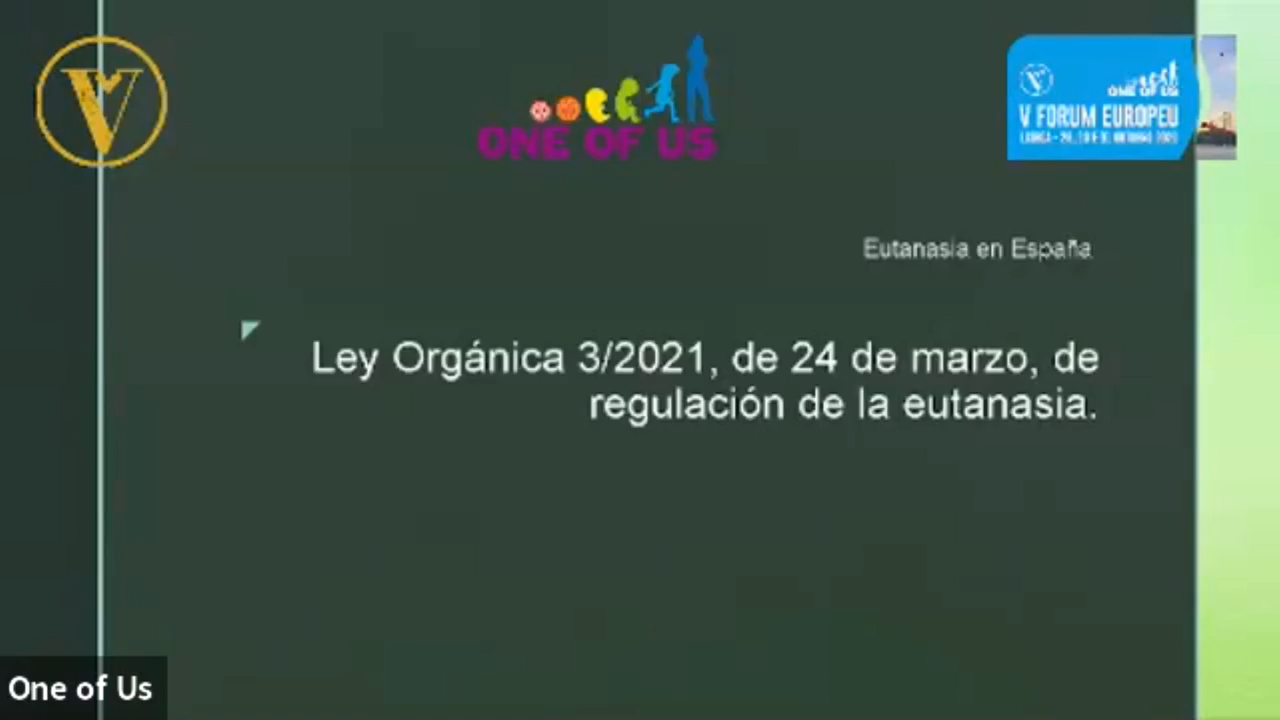 V
ONE OF US
ONE OF US
V FORUM EUROPEU
Eutanasia en España
Ley Orgánica 3/2021, de 24 de marzo, de
regulación de la eutanasia.
One of Us